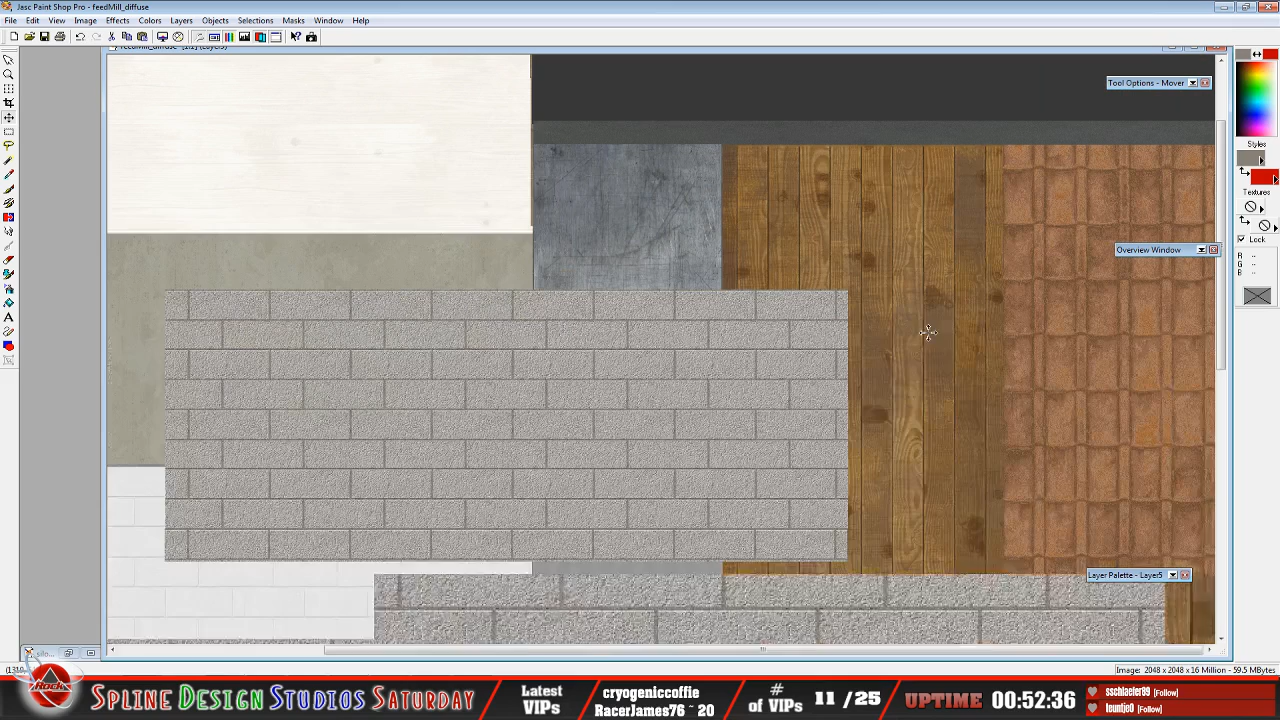 Jasc Paint Shop Pro - feedMill_diffuse
File Edit View Image Effects Colors Layers Objects Selections Masks Window Help
Tool Options - Mover
Styles
Textures
Overview Window
Lock
R --
G --
B --
Layer Palette - Layer5
Image: 2048 x 2048 x 16 Million - 59.5 MBytes
SPLINE DESIGN STUDIOS SATURDAY
Latest VIPs
cryogeniccoffie
RacerJames76 ~ 20
# of VIPs
11 /25
UPTIME
00:52:36
sschlaefer89 [Follow]
teuntje0 [Follow]